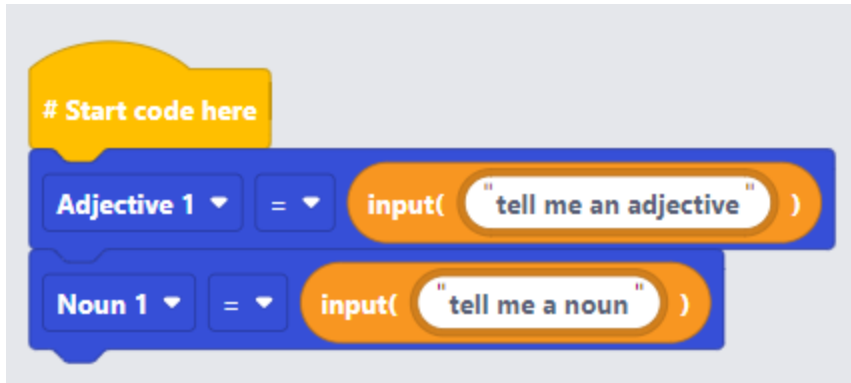 # Start code here
Adjective 1 = input( "tell me an adjective" )
Noun 1 = input( "tell me a noun" )